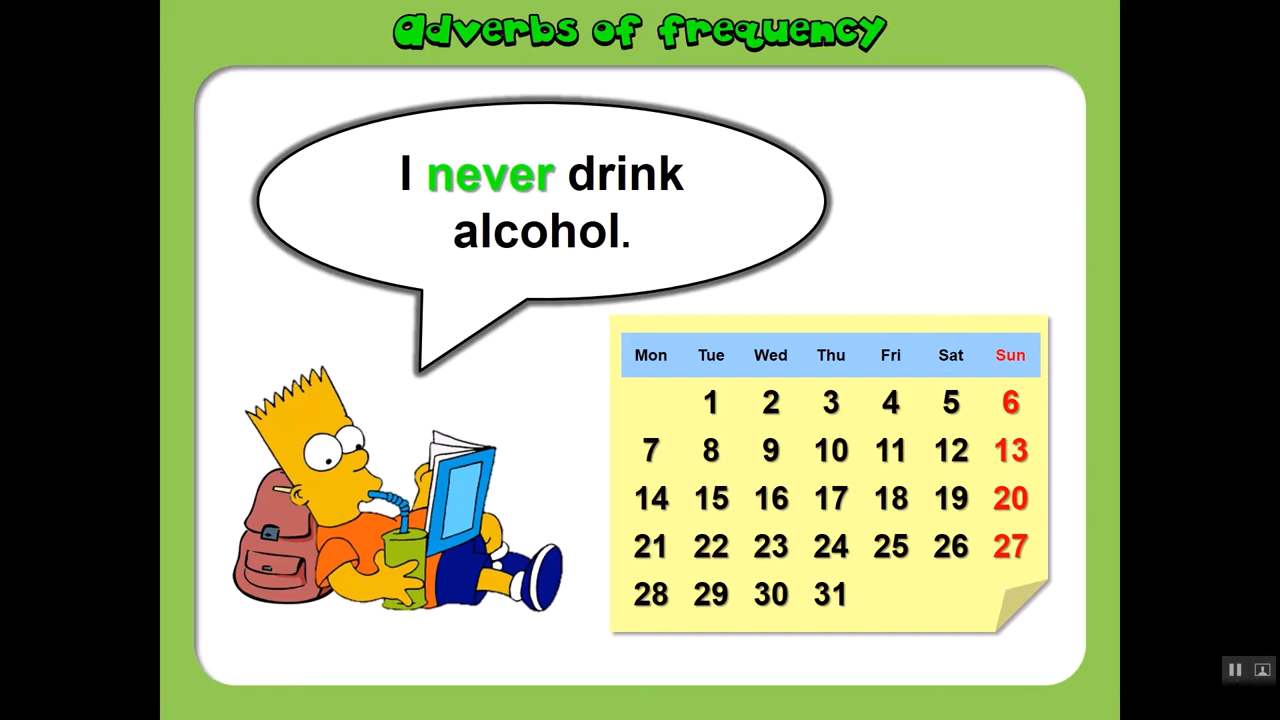 Adverbs of frequency
I never drink
alcohol.
Mon Tue Wed Thu Fri Sat Sun
1 2 3 4 5 6
7 8 9 10 11 12 13
14 15 16 17 18 19 20
21 22 23 24 25 26 27
28 29 30 31